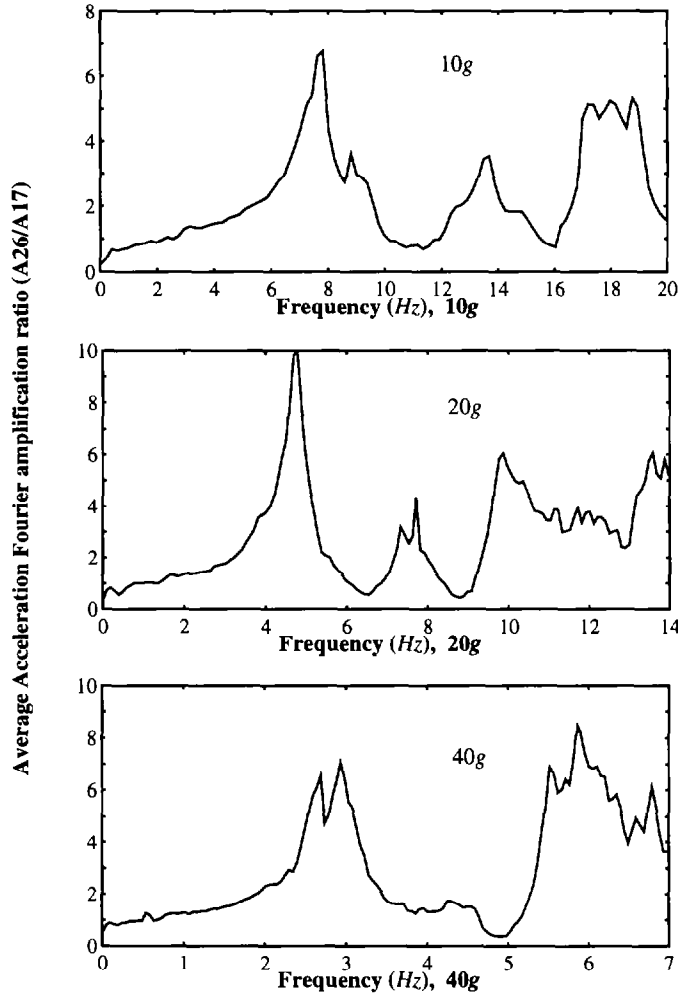 Average Acceleration Fourier amplification ratio (A26/A17)
8
6
4
2
0
10g
0 2 4 6 8 10 12 14 16 18 20
Frequency (Hz), 10g
10
8
6
4
2
0
20g
0 2 4 6 8 10 12 14
Frequency (Hz), 20g
10
8
6
4
2
0
40g
0 1 2 3 4 5 6 7
Frequency (Hz), 40g